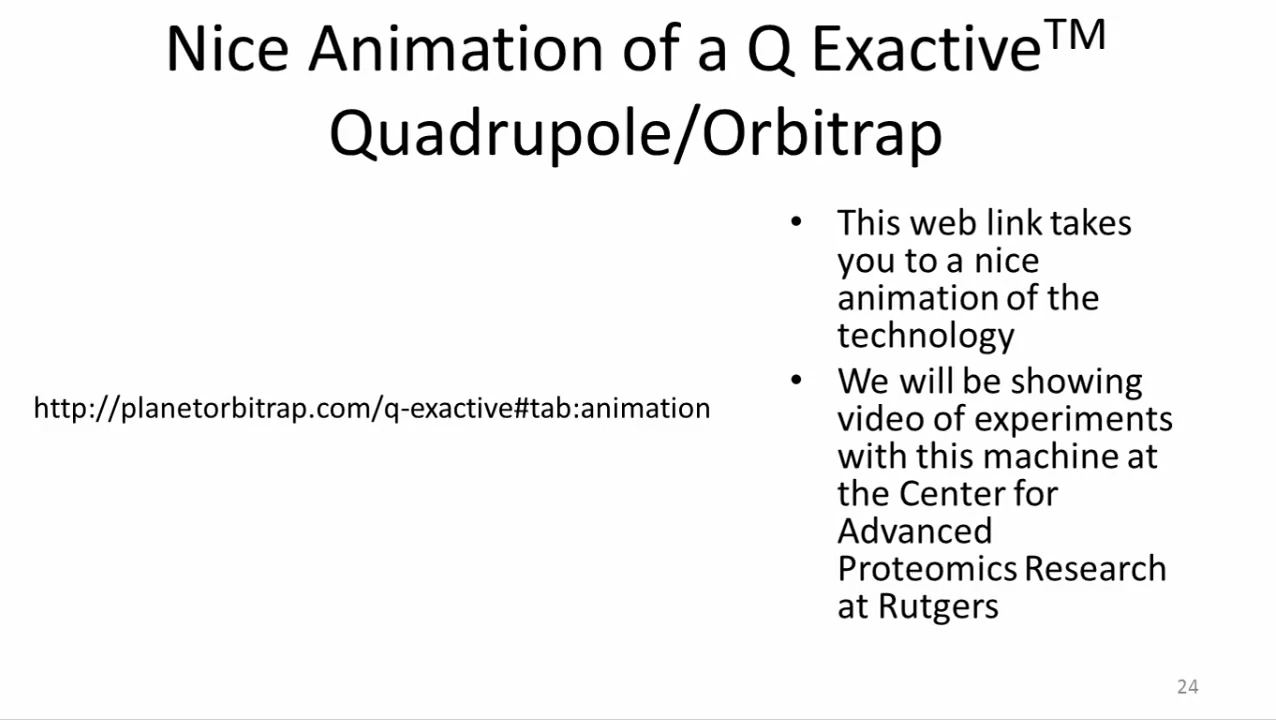 Nice Animation of a Q Exactive™
Quadrupole/Orbitrap
http://planetorbitrap.com/q-exactive#tab:animation
• This web link takes
you to a nice
animation of the
technology
• We will be showing
video of experiments
with this machine at
the Center for
Advanced
Proteomics Research
at Rutgers
24